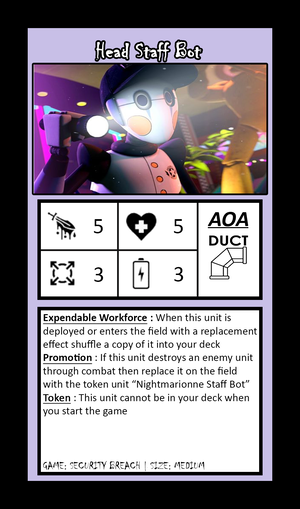 Head Staff Bot
5
5
AOA
DUCT
3
3
Expendable Workforce : When this unit is
deployed or enters the field with a replacement
effect shuffle a copy of it into your deck
Promotion : If this unit destroys an enemy unit
through combat then replace it on the field
with the token unit “Nightmarionne Staff Bot”
Token : This unit cannot be in your deck when
you start the game
GAME: SECURITY BREACH | SIZE: MEDIUM